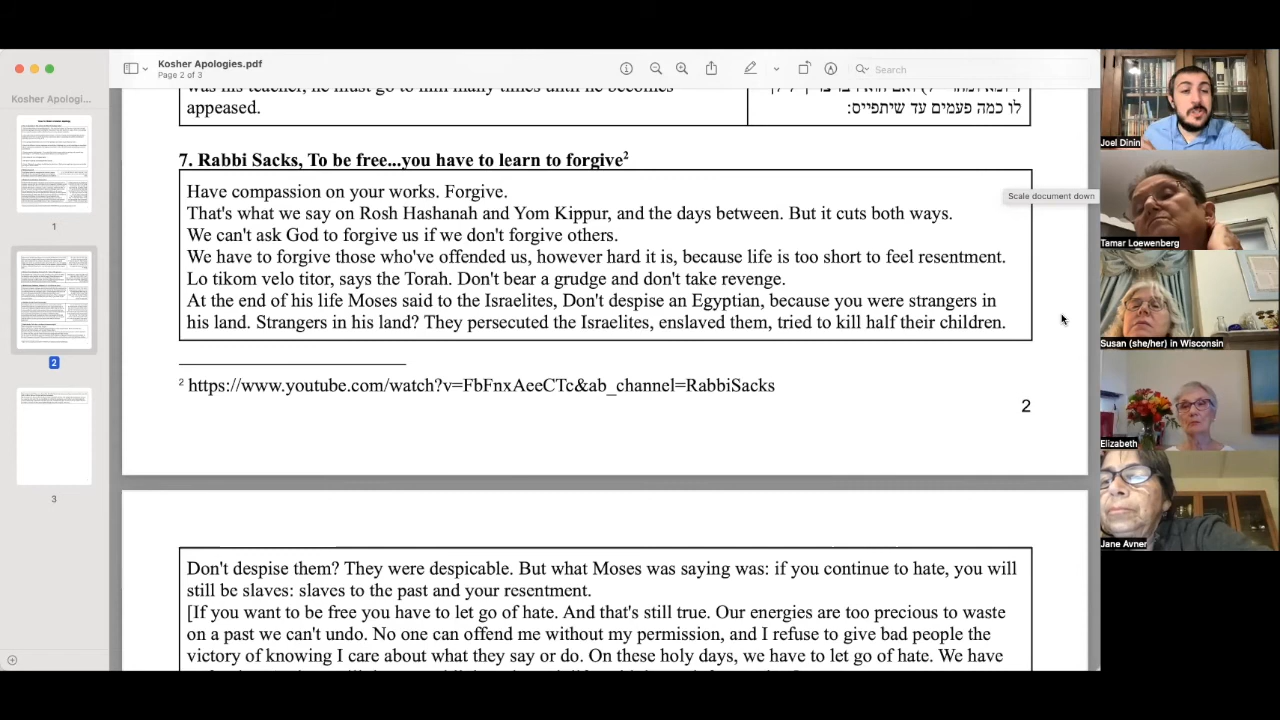 Kosher Apologies.pdf
Page 2 of 3
Search
Kosher Apologi...
1
2
3
was his teacher, he must go to him many times until he becomes
appeased.
לו כמה פעמים עד שיתפייס:
7. Rabbi Sacks, To be free...you have to learn to forgive2
Have compassion on your works. Forgive.
That's what we say on Rosh Hashanah and Yom Kippur, and the days between. But it cuts both ways.
We can't ask God to forgive us if we don't forgive others.
We have to forgive those who've offended us, however hard it is, because life is too short to feel resentment.
Lo tikom velo titor, says the Torah. Don't bear a grudge and don't take revenge.
At the end of his life Moses said to the Israelites, Don't despise an Egyptian, because you were strangers in
his land. Strangers in his land? They persecuted the Israelites, enslaved them, tried to kill half their children.
2 https://www.youtube.com/watch?v=FbFnxAeeCTc&ab_channel=RabbiSacks
2
Don't despise them? They were despicable. But what Moses was saying was: if you continue to hate, you will
still be slaves: slaves to the past and your resentment.
[If you want to be free you have to let go of hate. And that's still true. Our energies are too precious to waste
on a past we can't undo. No one can offend me without my permission, and I refuse to give bad people the
victory of knowing I care about what they say or do. On these holy days, we have to let go of hate. We have
Scale document down
Joel Dinin
Tamar Loewenberg
Susan (she/her) in Wisconsin
Elizabeth
Jane Avner